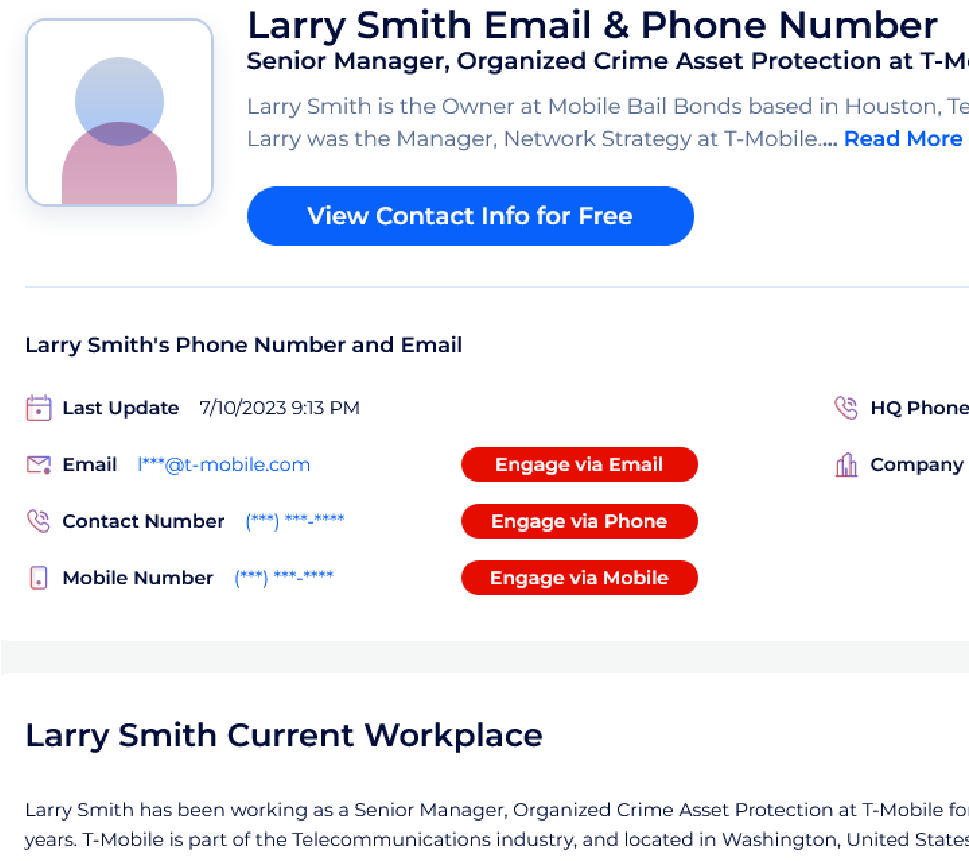 Larry Smith Email & Phone Number
Senior Manager, Organized Crime Asset Protection at T-M
Larry Smith is the Owner at Mobile Bail Bonds based in Houston, Te
Larry was the Manager, Network Strategy at T-Mobile.... Read More
View Contact Info for Free
Larry Smith's Phone Number and Email
Last Update 7/10/2023 9:13 PM
HQ Phone
Email l***@t-mobile.com
Engage via Email
Company
Contact Number (***) ***-****
Engage via Phone
Mobile Number (***) ***-****
Engage via Mobile
Larry Smith Current Workplace
Larry Smith has been working as a Senior Manager, Organized Crime Asset Protection at T-Mobile for
years. T-Mobile is part of the Telecommunications industry, and located in Washington, United States